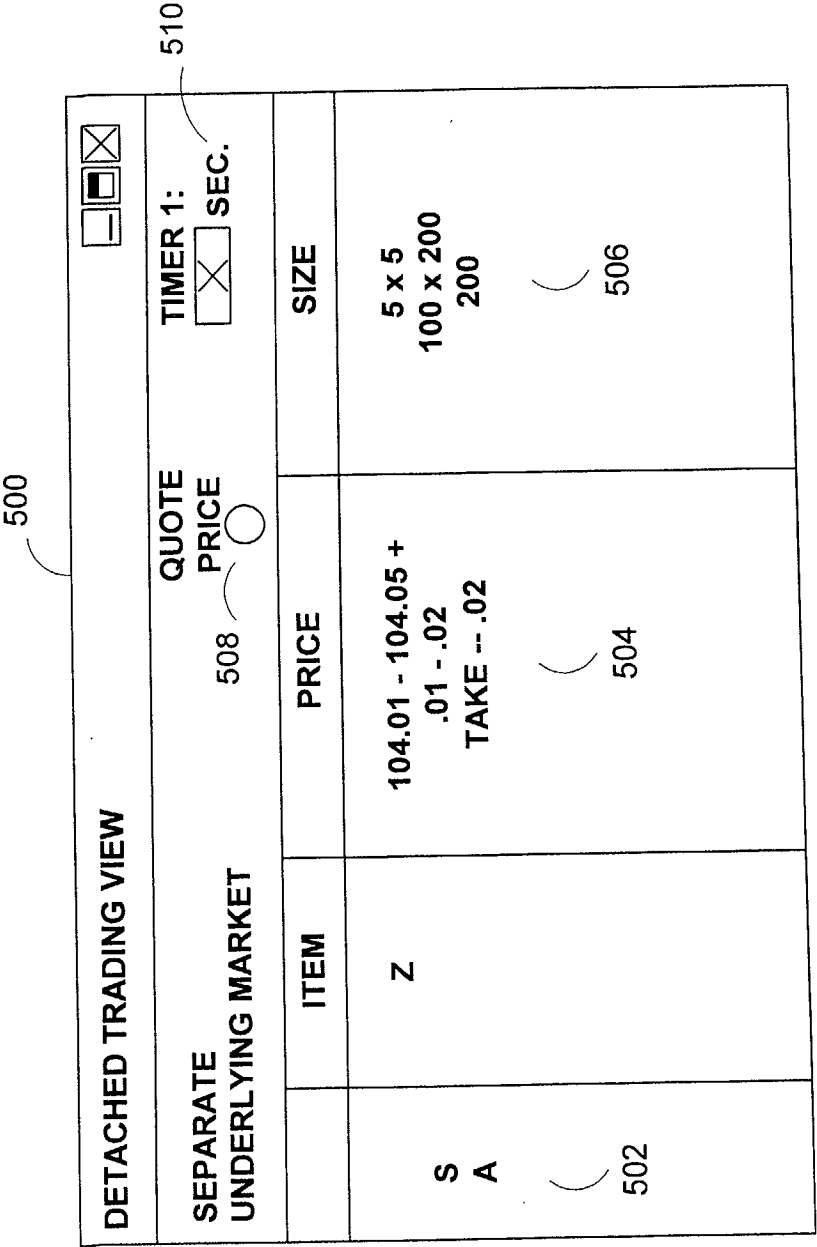 500
510
DETACHED TRADING VIEW
SEPARATE
UNDERLYING MARKET
508
QUOTE
PRICE
TIMER 1:
SEC.
ITEM
PRICE
SIZE
Z
104.01 - 104.05 +
5 x 5
S
.01 - .02
100 x 200
A
TAKE -- .02
200
502
504
506